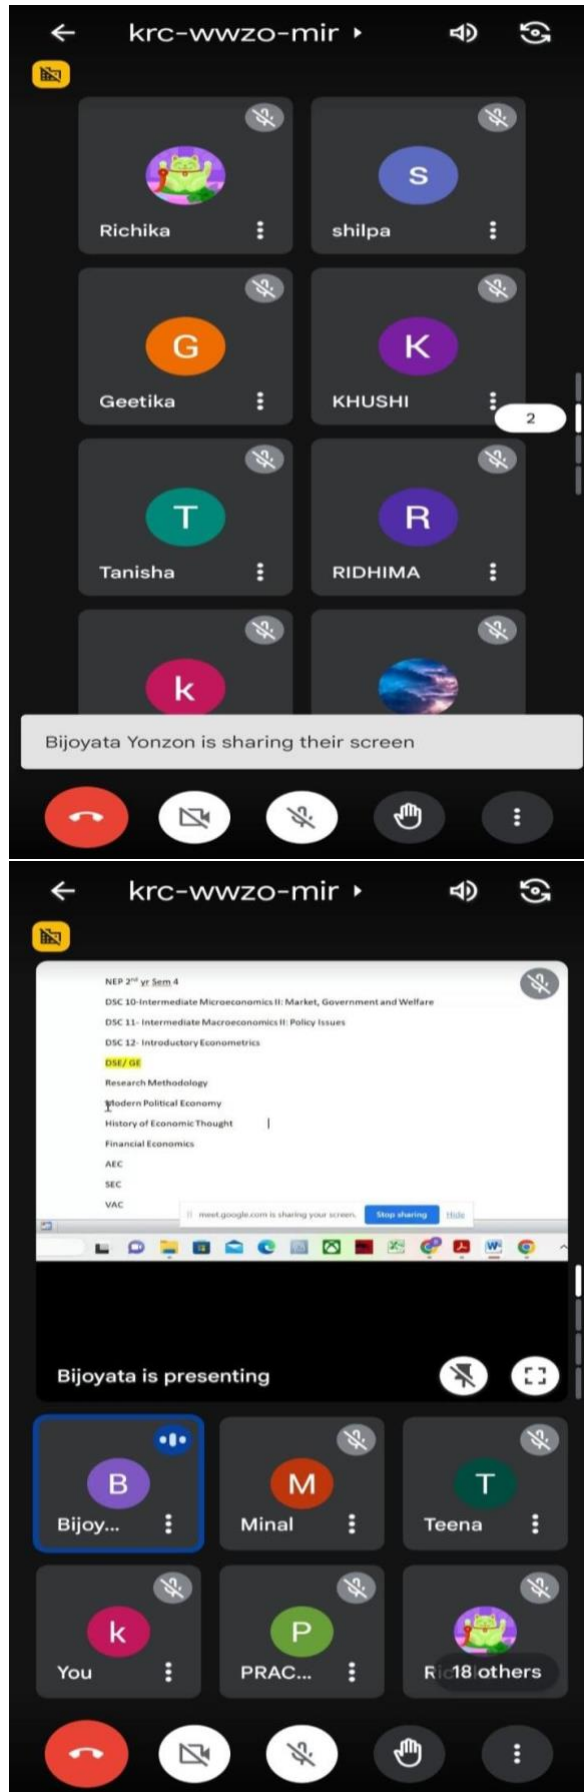 krc-wwzo-mir
Richika
s
shilpa
G
Geetika
K
KHUSHI
2
T
Tanisha
R
RIDHIMA
k
Bijoyata Yonzon is sharing their screen
krc-wwzo-mir
NEP 2nd yr Sem 4
DSC 10-Intermediate Microeconomics II: Market, Government and Welfare
DSC 11- Intermediate Macroeconomics II: Policy Issues
DSC 12- Introductory Econometrics
DSE/ GE
Research Methodology
Modern Political Economy
History of Economic Thought
Financial Economics
AEC
SEC
VAC
meet.google.com is sharing your screen.
Stop sharing
Hide
Bijoyata is presenting
B
Bijoy...
M
Minal
T
Teena
k
You
P
PRAC...
18 others